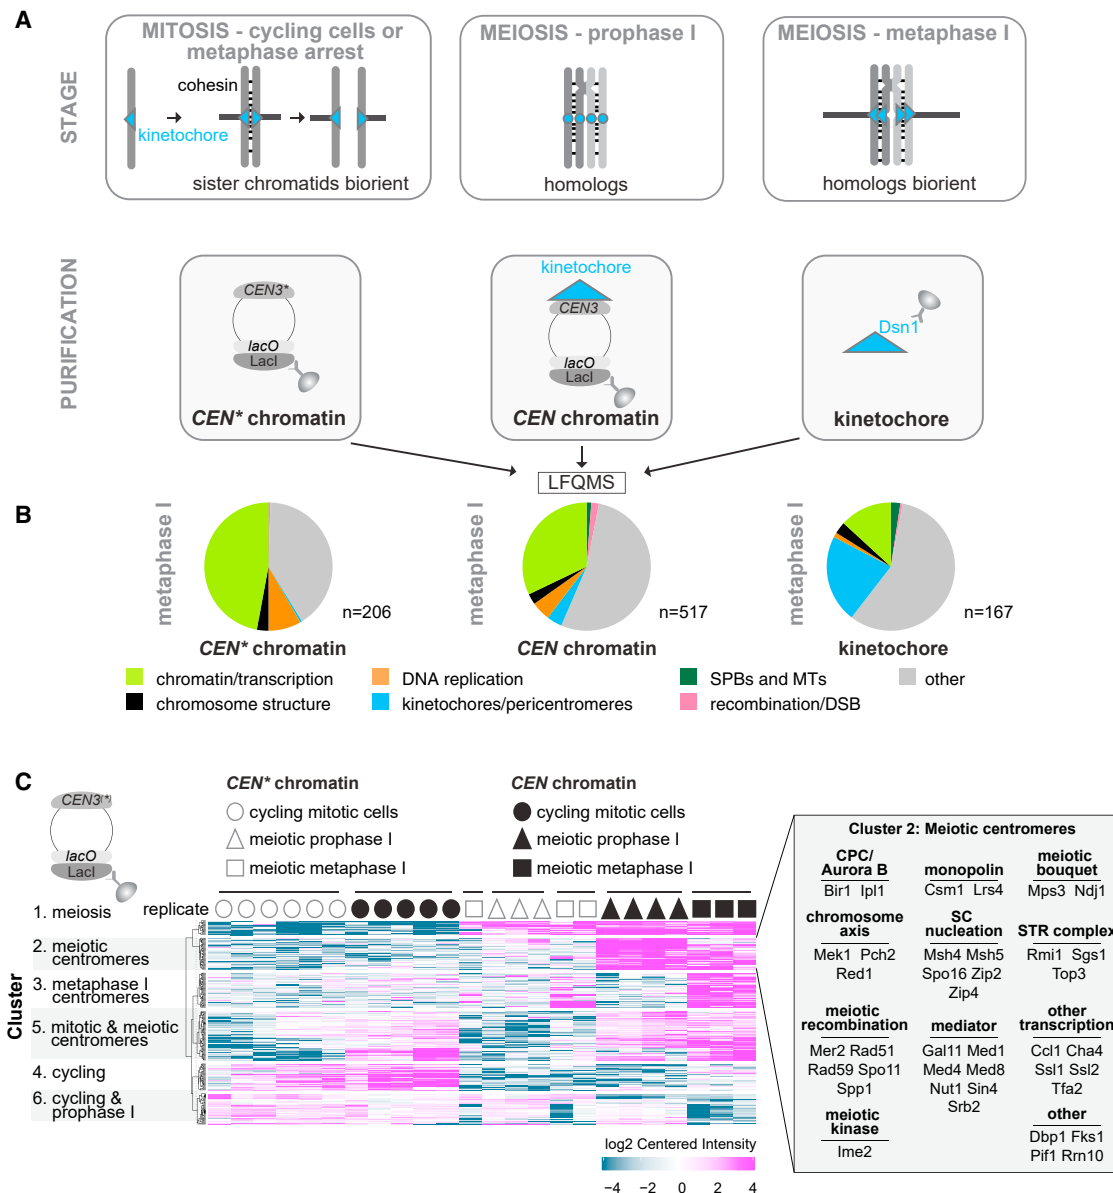 A
MITOSIS - cycling cells or
metaphase arrest
MEIOSIS - prophase I
MEIOSIS - metaphase I
STAGE
cohesin
kinetochore
sister chromatids biorient
homologs
homologs biorient
PURIFICATION
CEN3*
lacO
LacI
CEN* chromatin
kinetochore
CEN3
lacO
LacI
CEN chromatin
Dsn1
kinetochore
LFQMS
B
metaphase I
n=206
CEN* chromatin
metaphase I
n=517
CEN chromatin
metaphase I
n=167
kinetochore
chromatin/transcription
DNA replication
SPBs and MTs
other
chromosome structure
kinetochores/pericentromeres
recombination/DSB
C
CEN3(*)
lacO
LacI
CEN* chromatin
cycling mitotic cells
meiotic prophase I
meiotic metaphase I
CEN chromatin
cycling mitotic cells
meiotic prophase I
meiotic metaphase I
replicate
Cluster
1. meiosis
2. meiotic
centromeres
3. metaphase I
centromeres
5. mitotic & meiotic
centromeres
4. cycling
6. cycling &
prophase I
log2 Centered Intensity
−4 −2 0 2 4
Cluster 2: Meiotic centromeres
CPC/
Aurora B
Bir1 Ipl1
monopolin
Csm1 Lrs4
meiotic
bouquet
Mps3 Ndj1
chromosome
axis
Mek1 Pch2
Red1
SC
nucleation
Msh4 Msh5
Spo16 Zip2
Zip4
STR complex
Rmi1 Sgs1
Top3
meiotic
recombination
Mer2 Rad51
Rad59 Spo11
Spp1
mediator
Gal11 Med1
Med4 Med8
Nut1 Sin4
Srb2
other
transcription
Ccl1 Cha4
Ssl1 Ssl2
Tfa2
meiotic
kinase
Ime2
other
Dbp1 Fks1
Pif1 Rrn10